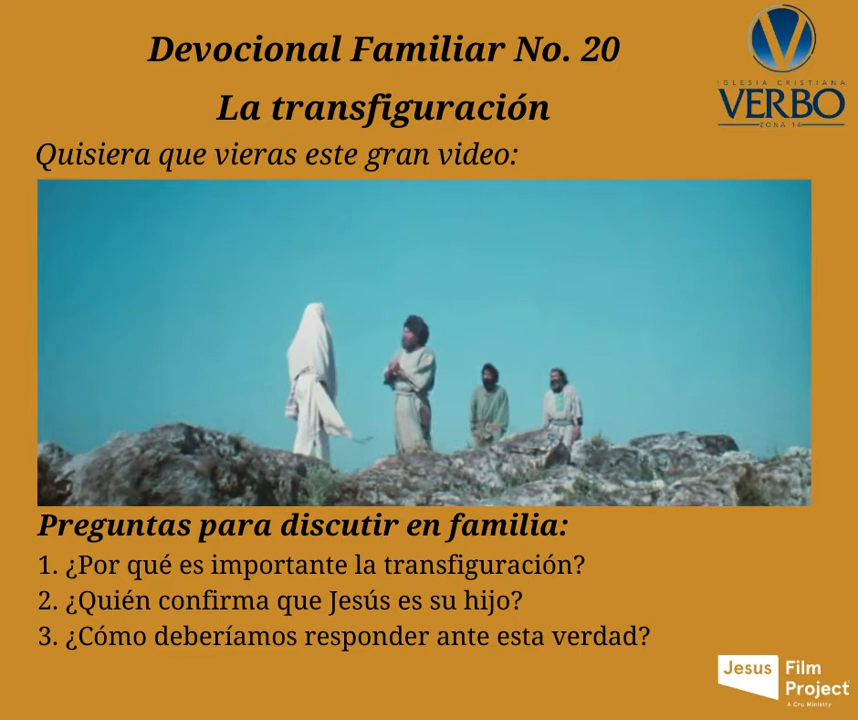 Devocional Familiar No. 20
La transfiguración
IGLESIA CRISTIANA
VERBO
ZONA 16
Quisiera que vieras este gran video:
Preguntas para discutir en familia:
1. ¿Por qué es importante la transfiguración?
2. ¿Quién confirma que Jesús es su hijo?
3. ¿Cómo deberíamos responder ante esta verdad?
Jesus Film
Project
A Cru Ministry